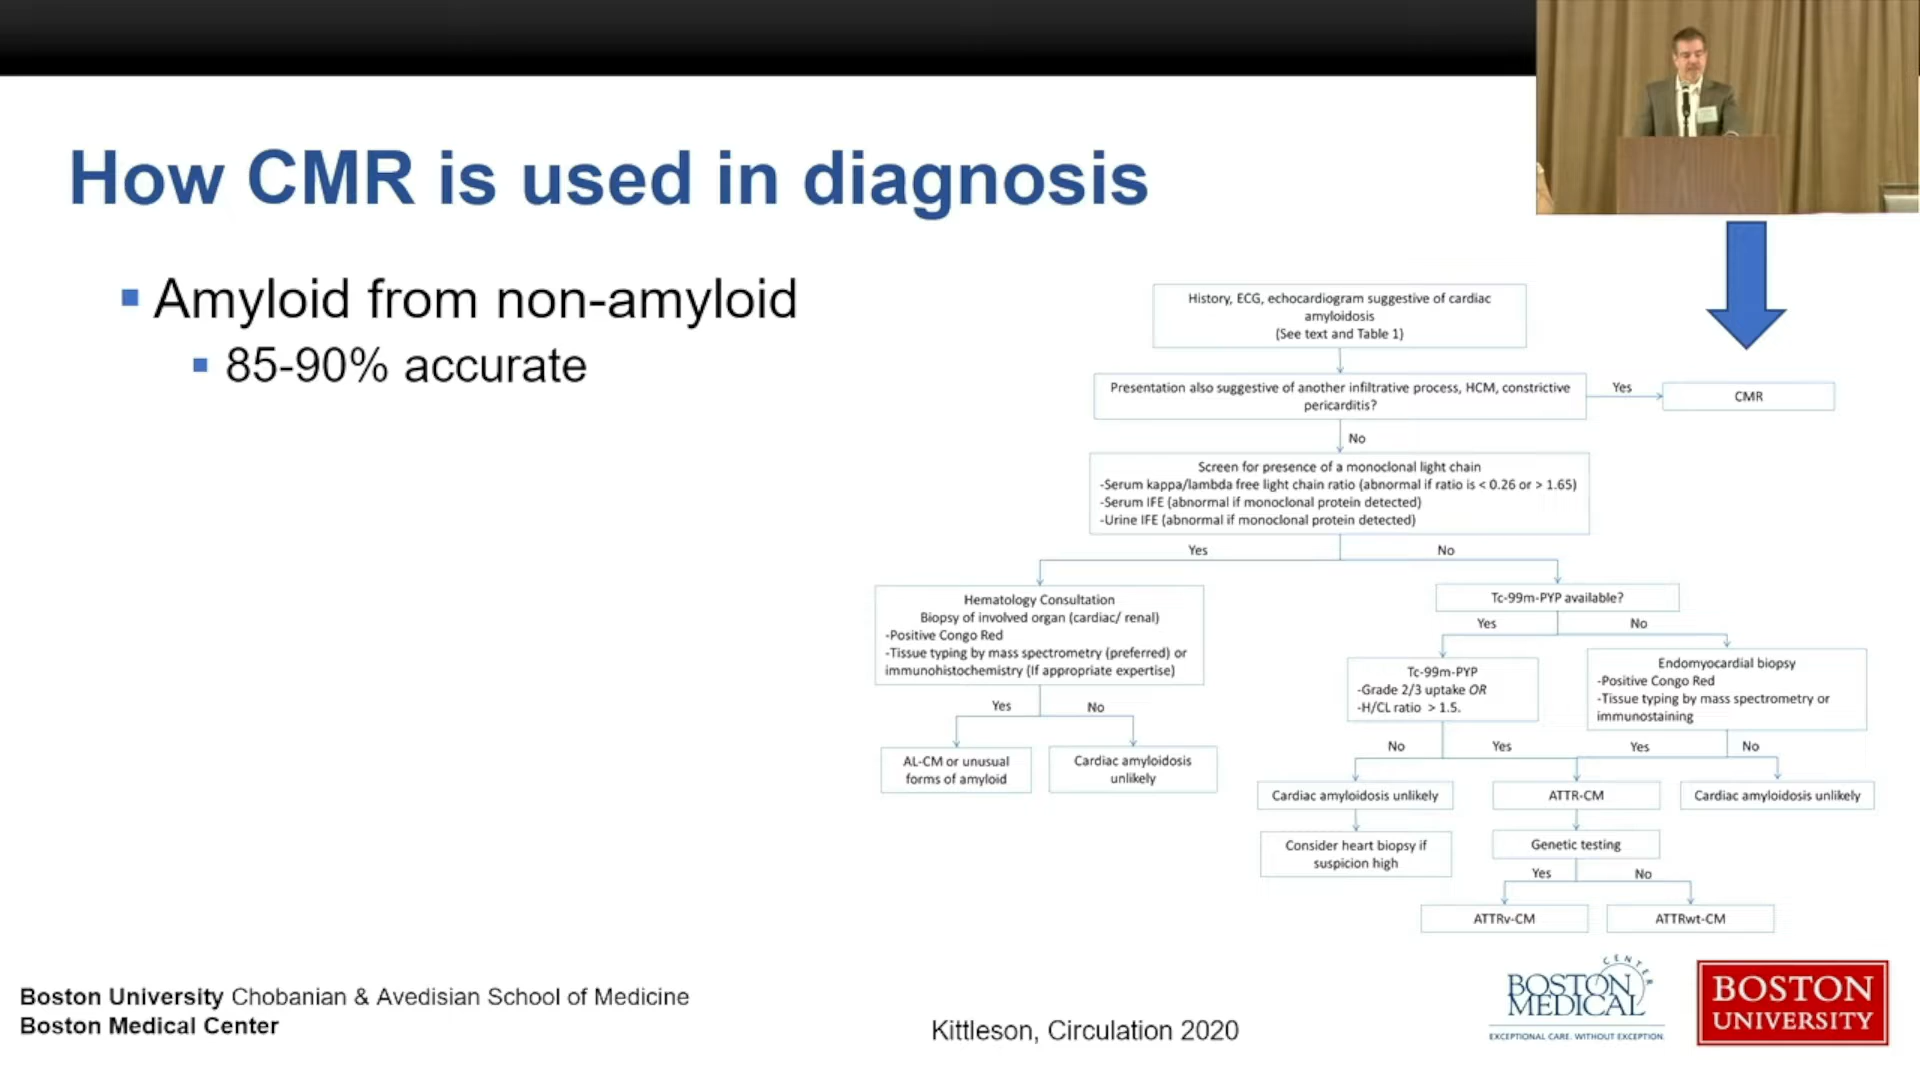 How CMR is used in diagnosis
Amyloid from non-amyloid
85-90% accurate
History, ECG, echocardiogram suggestive of cardiac
amyloidosis
(See text and Table 1)
Presentation also suggestive of another infiltrative process, HCM, constrictive
pericarditis?
Yes
CMR
No
Screen for presence of a monoclonal light chain
-Serum kappa/lambda free light chain ratio (abnormal if ratio is < 0.26 or > 1.65)
-Serum IFE (abnormal if monoclonal protein detected)
-Urine IFE (abnormal if monoclonal protein detected)
Yes
No
Hematology Consultation
Biopsy of involved organ (cardiac/ renal)
-Positive Congo Red
-Tissue typing by mass spectrometry (preferred) or
immunohistochemistry (If appropriate expertise)
Yes
No
AL-CM or unusual
forms of amyloid
Cardiac amyloidosis
unlikely
Tc-99m-PYP available?
Yes
No
Tc-99m-PYP
-Grade 2/3 uptake OR
-H/CL ratio > 1.5.
Endomyocardial biopsy
-Positive Congo Red
-Tissue typing by mass spectrometry or
immunostaining
No
Yes
Yes
No
Cardiac amyloidosis unlikely
ATTR-CM
Cardiac amyloidosis unlikely
Consider heart biopsy if
suspicion high
Genetic testing
Yes
No
ATTRv-CM
ATTRwt-CM
Boston University Chobanian & Avedisian School of Medicine
Boston Medical Center
Kittleson, Circulation 2020
BOSTON
MEDICAL
CENTER
EXCEPTIONAL CARE. WITHOUT EXCEPTION.
BOSTON
UNIVERSITY